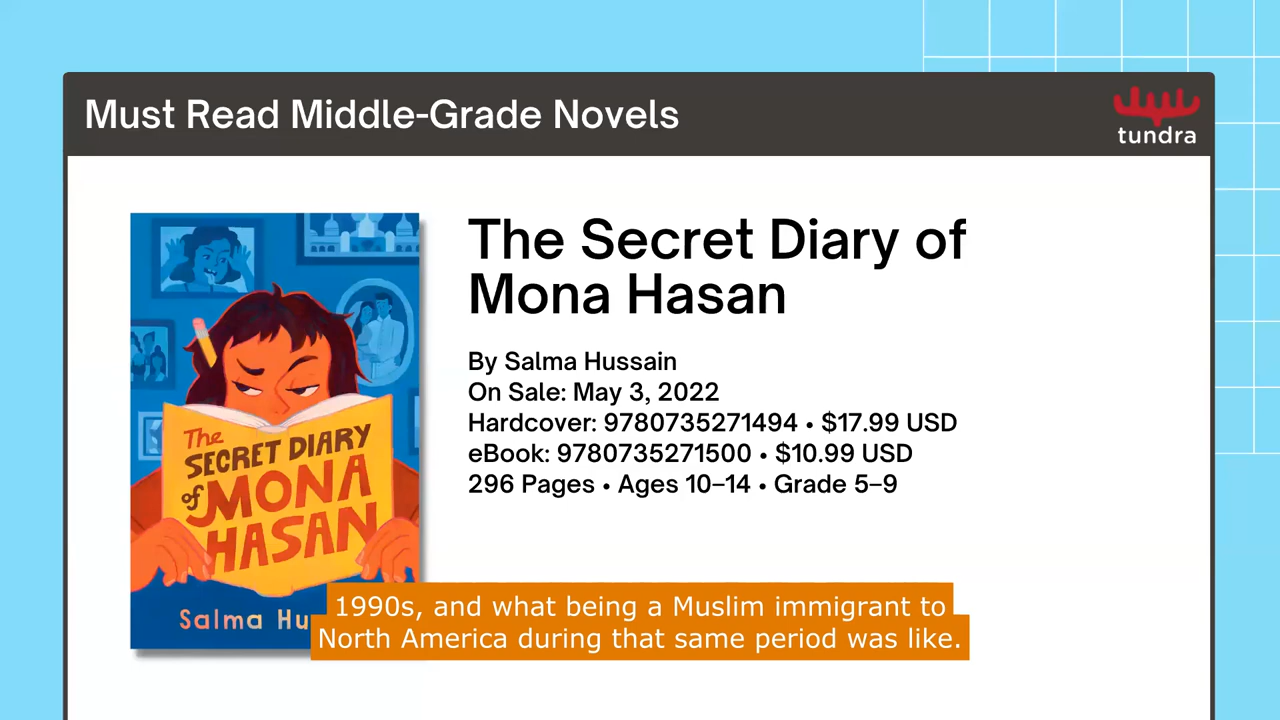 Must Read Middle-Grade Novels
tundra
The Secret Diary of
Mona Hasan
By Salma Hussain
On Sale: May 3, 2022
Hardcover: 9780735271494 • $17.99 USD
eBook: 9780735271500 • $10.99 USD
296 Pages • Ages 10–14 • Grade 5–9
The
SECRET DIARY
of MONA
HASAN
Salma Hu
1990s, and what being a Muslim immigrant to
North America during that same period was like.